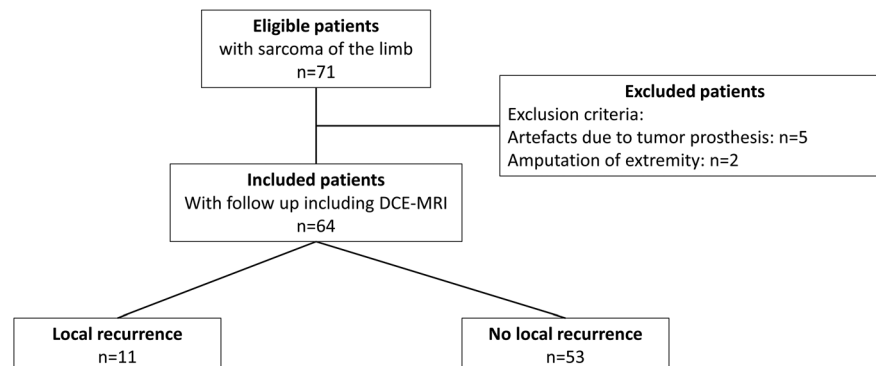 Eligible patients
with sarcoma of the limb
n=71
Excluded patients
Exclusion criteria:
Artefacts due to tumor prosthesis: n=5
Amputation of extremity: n=2
Included patients
With follow up including DCE-MRI
n=64
Local recurrence
n=11
No local recurrence
n=53